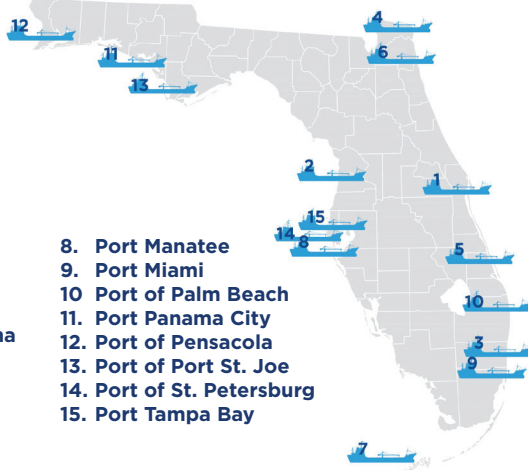 12
4
11
6
13
2
1
15
14
8
5
10
3
9
7
8. Port Manatee
9. Port Miami
10 Port of Palm Beach
11. Port Panama City
12. Port of Pensacola
13. Port of Port St. Joe
14. Port of St. Petersburg
15. Port Tampa Bay
na